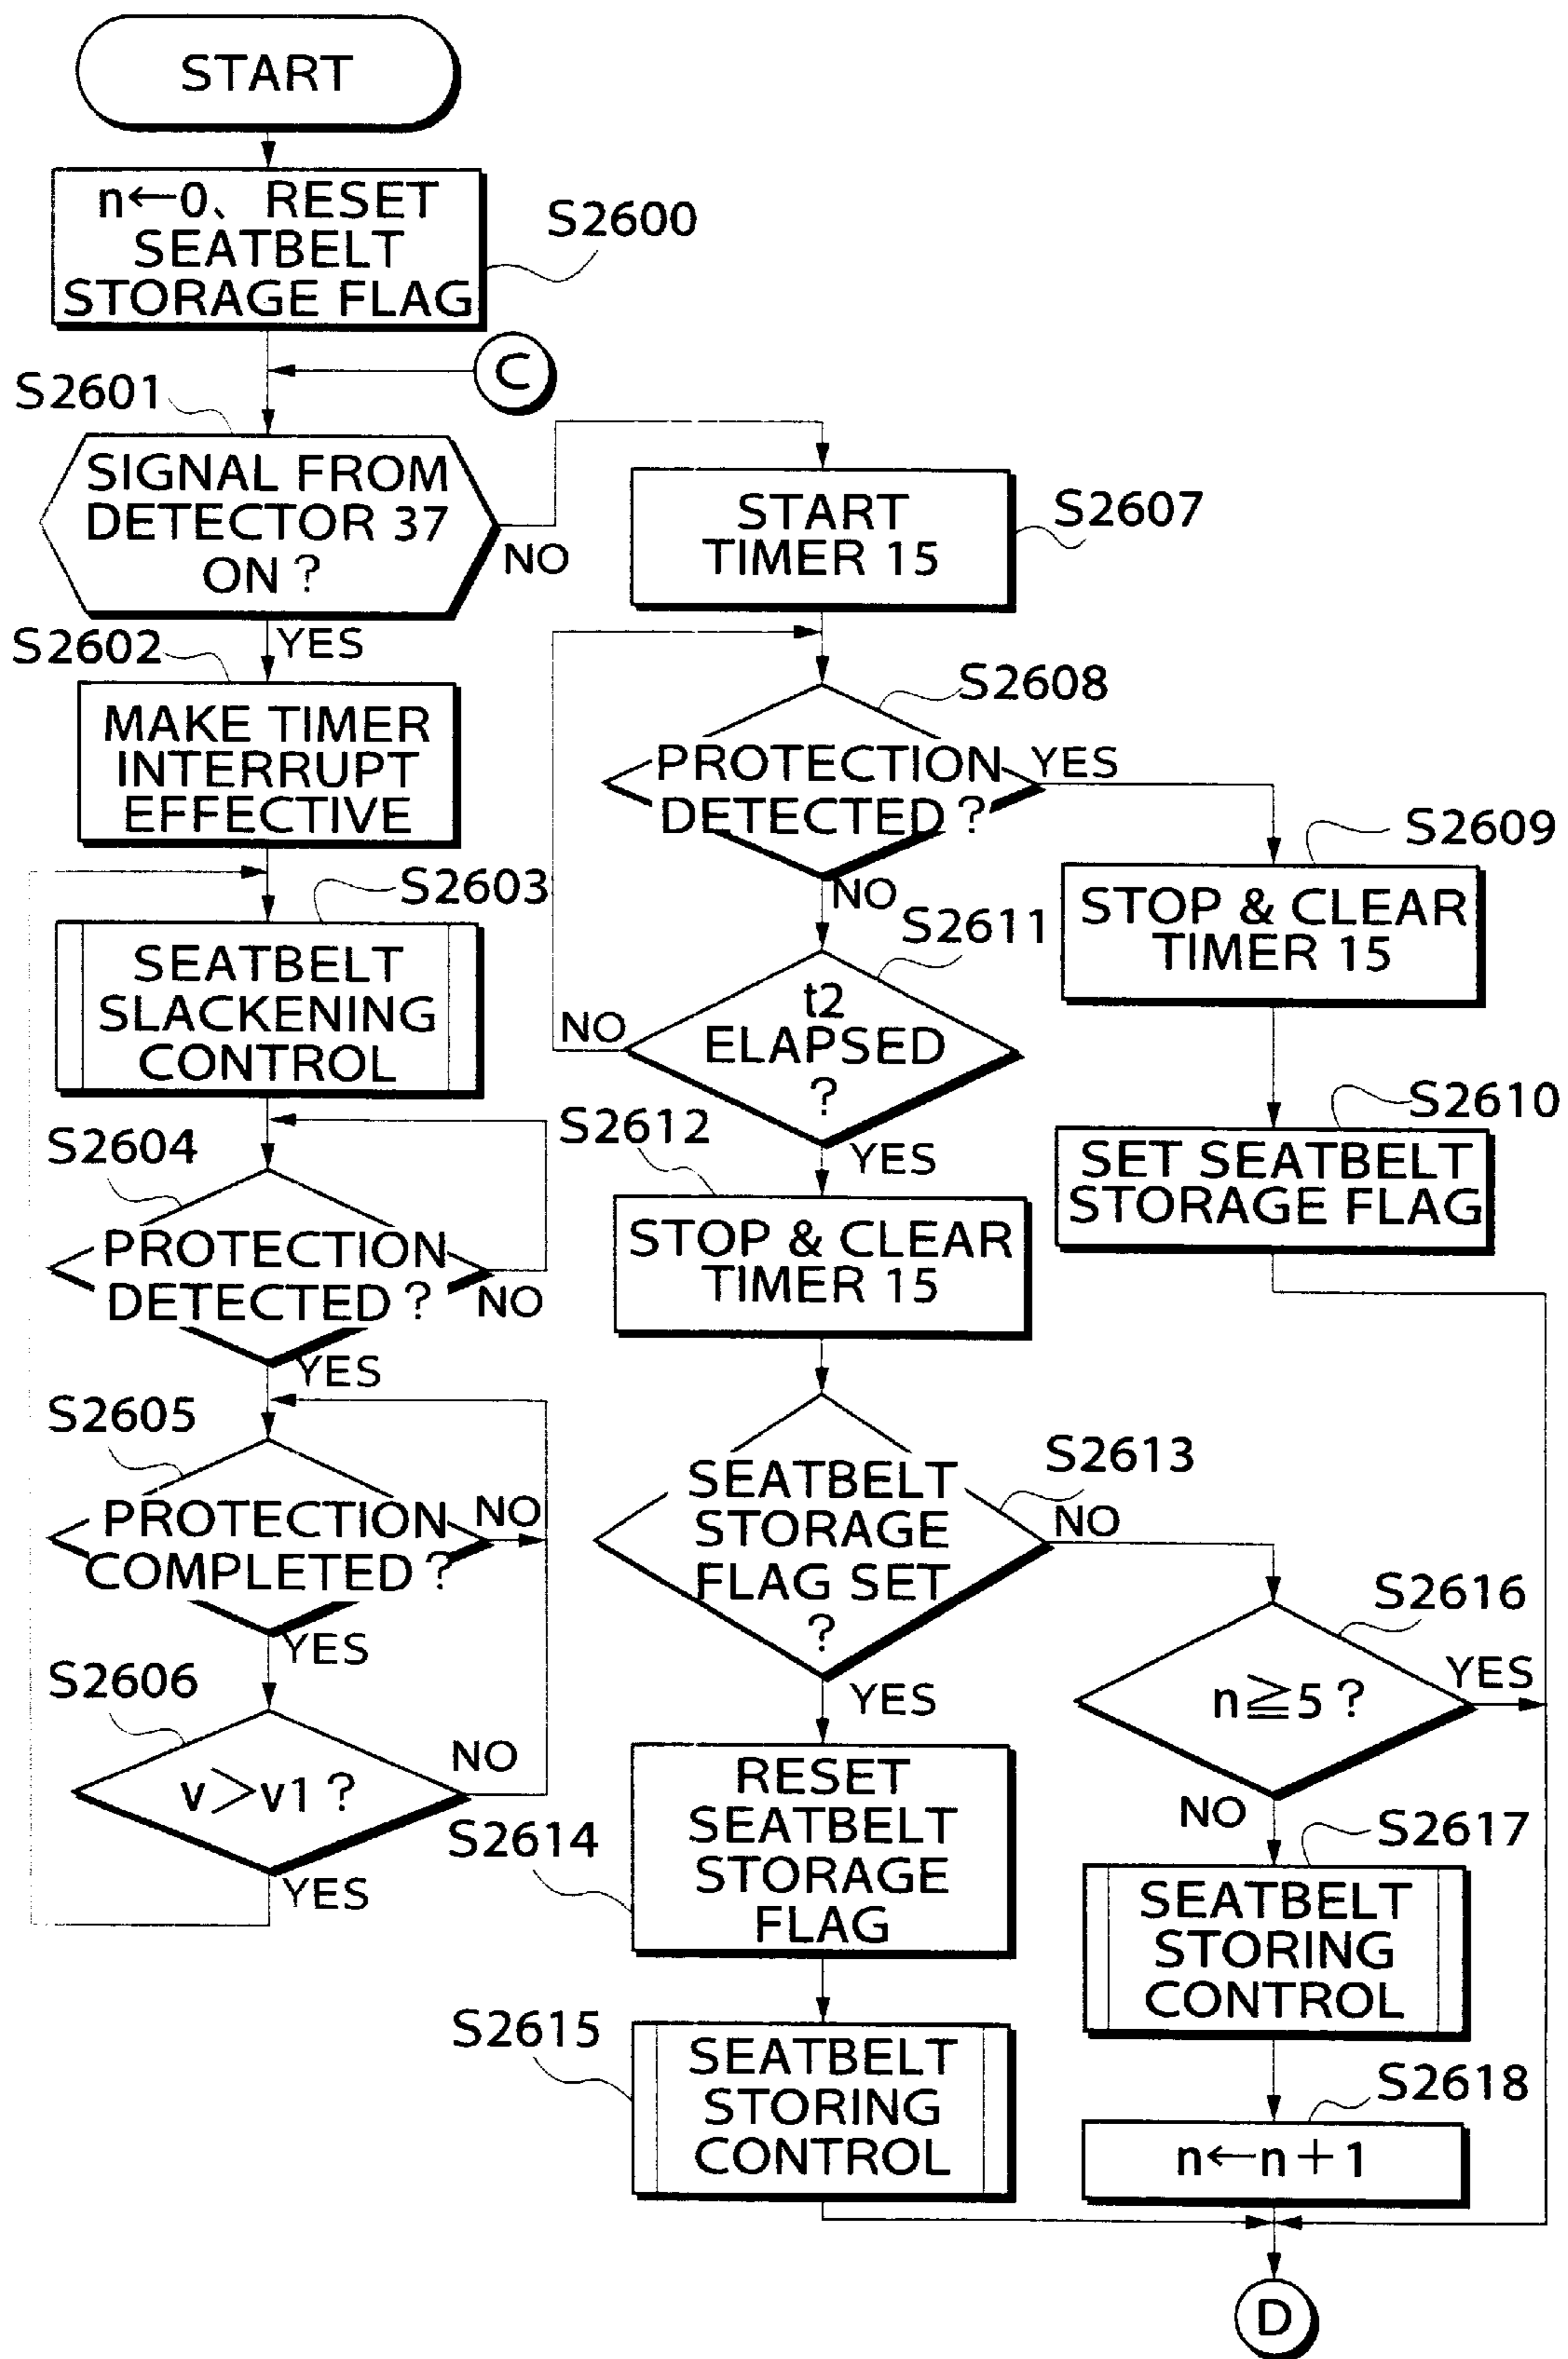 START
n←0、RESET
SEATBELT
STORAGE FLAG
S2600
C
S2601
SIGNAL FROM
DETECTOR 37
ON ?
NO
YES
S2602
MAKE TIMER
INTERRUPT
EFFECTIVE
S2603
SEATBELT
SLACKENING
CONTROL
S2604
PROTECTION
DETECTED ?
NO
YES
S2605
PROTECTION
COMPLETED ?
NO
YES
S2606
v>v1 ?
NO
YES
START
TIMER 15
S2607
S2608
PROTECTION
DETECTED ?
YES
NO
S2609
STOP & CLEAR
TIMER 15
S2610
SET SEATBELT
STORAGE FLAG
S2611
t2
ELAPSED
?
NO
YES
S2612
STOP & CLEAR
TIMER 15
S2613
SEATBELT
STORAGE
FLAG SET
?
NO
YES
S2614
RESET
SEATBELT
STORAGE
FLAG
S2615
SEATBELT
STORING
CONTROL
S2616
n≧5 ?
YES
NO
S2617
SEATBELT
STORING
CONTROL
S2618
n←n+1
D